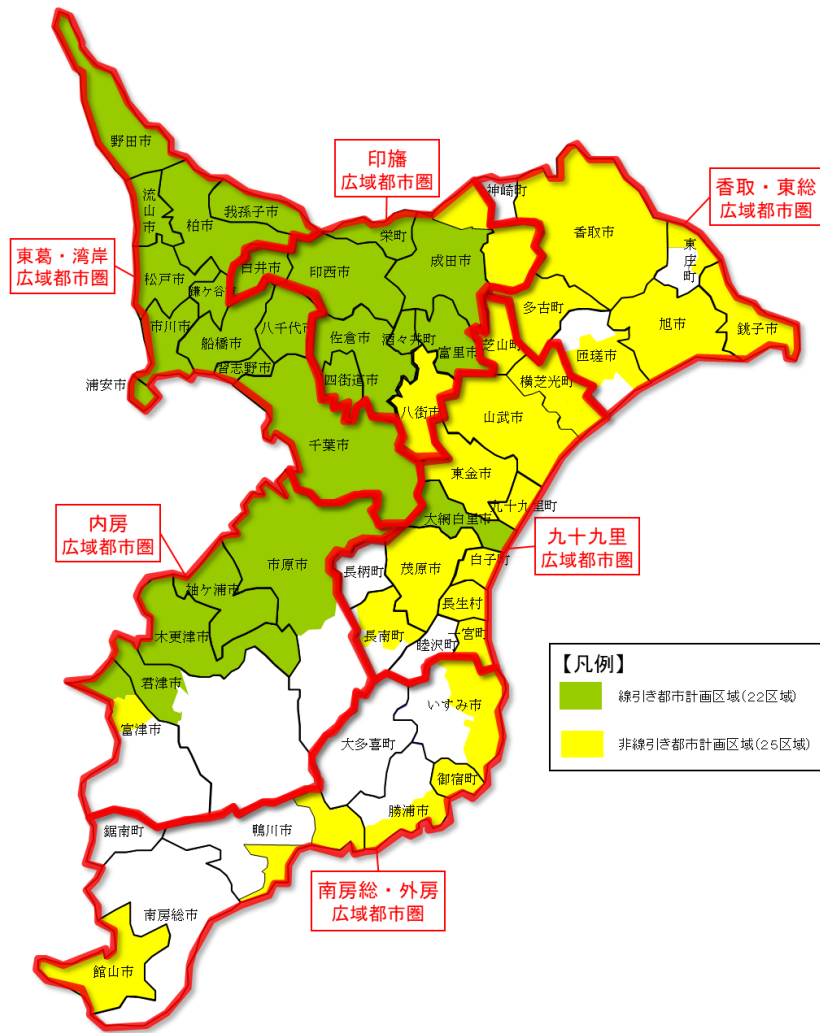 野田市
印旛
広域都市圏
神崎町
香取・東総
広域都市圏
流山市
柏市
我孫子市
栄町
成田市
香取市
東庄町
東葛・湾岸
広域都市圏
松戸市
鎌ケ谷市
白井市
印西市
多古町
旭市
銚子市
市川市
船橋市
八千代市
佐倉市
酒々井町
富里市
芝山町
匝瑳市
習志野市
四街道市
横芝光町
浦安市
八街市
山武市
千葉市
東金市
九十九里町
大網白里市
内房
広域都市圏
九十九里
広域都市圏
市原市
長柄町
茂原市
白子町
袖ケ浦市
長生村
木更津市
長南町
睦沢町
一宮町
君津市
富津市
いすみ市
大多喜町
御宿町
勝浦市
【凡例】
線引き都市計画区域(22区域)
非線引き都市計画区域(25区域)
鋸南町
鴨川市
南房総・外房
広域都市圏
南房総市
館山市